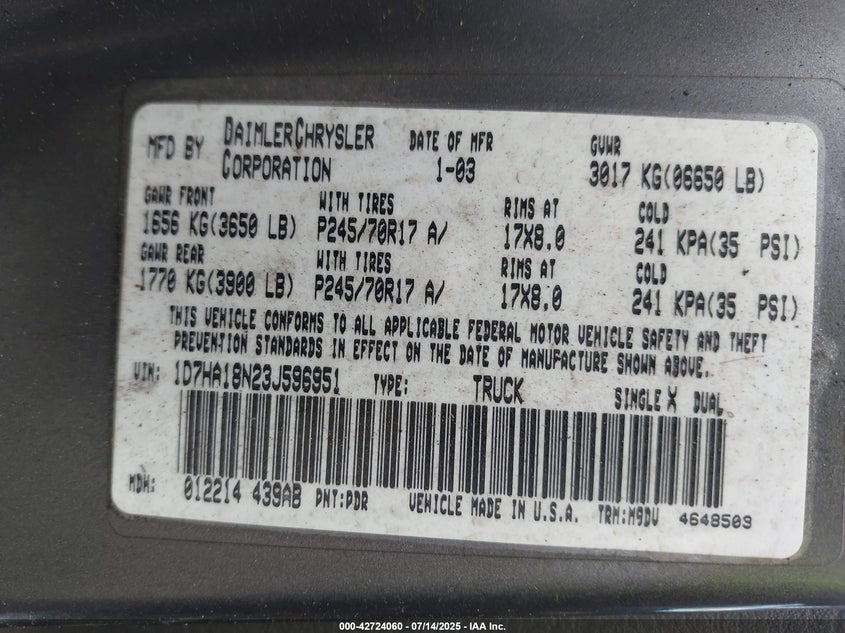 MFD BY DAIMLERCHRYSLER CORPORATION DATE OF MFR 1-03 GVWR 3017 KG(06650 LB)
GAWR FRONT WITH TIRES RIMS AT COLD
1656 KG(3650 LB) P245/70R17 A/ 17X8.0 241 KPA(35 PSI)
GAWR REAR WITH TIRES RIMS AT COLD
1770 KG(3900 LB) P245/70R17 A/ 17X8.0 241 KPA(35 PSI)
THIS VEHICLE CONFORMS TO ALL APPLICABLE FEDERAL MOTOR VEHICLE SAFETY AND THEFT
PREVENTION STANDARDS IN EFFECT ON THE DATE OF MANUFACTURE SHOWN ABOVE.
VIN: 1D7HA18N23J596951 TYPE: TRUCK SINGLE X DUAL
MDH: 012214 439AB PNT:PDR VEHICLE MADE IN U.S.A. TRM:M9DV 4648503
000-42724060 - 07/14/2025 - IAA Inc.